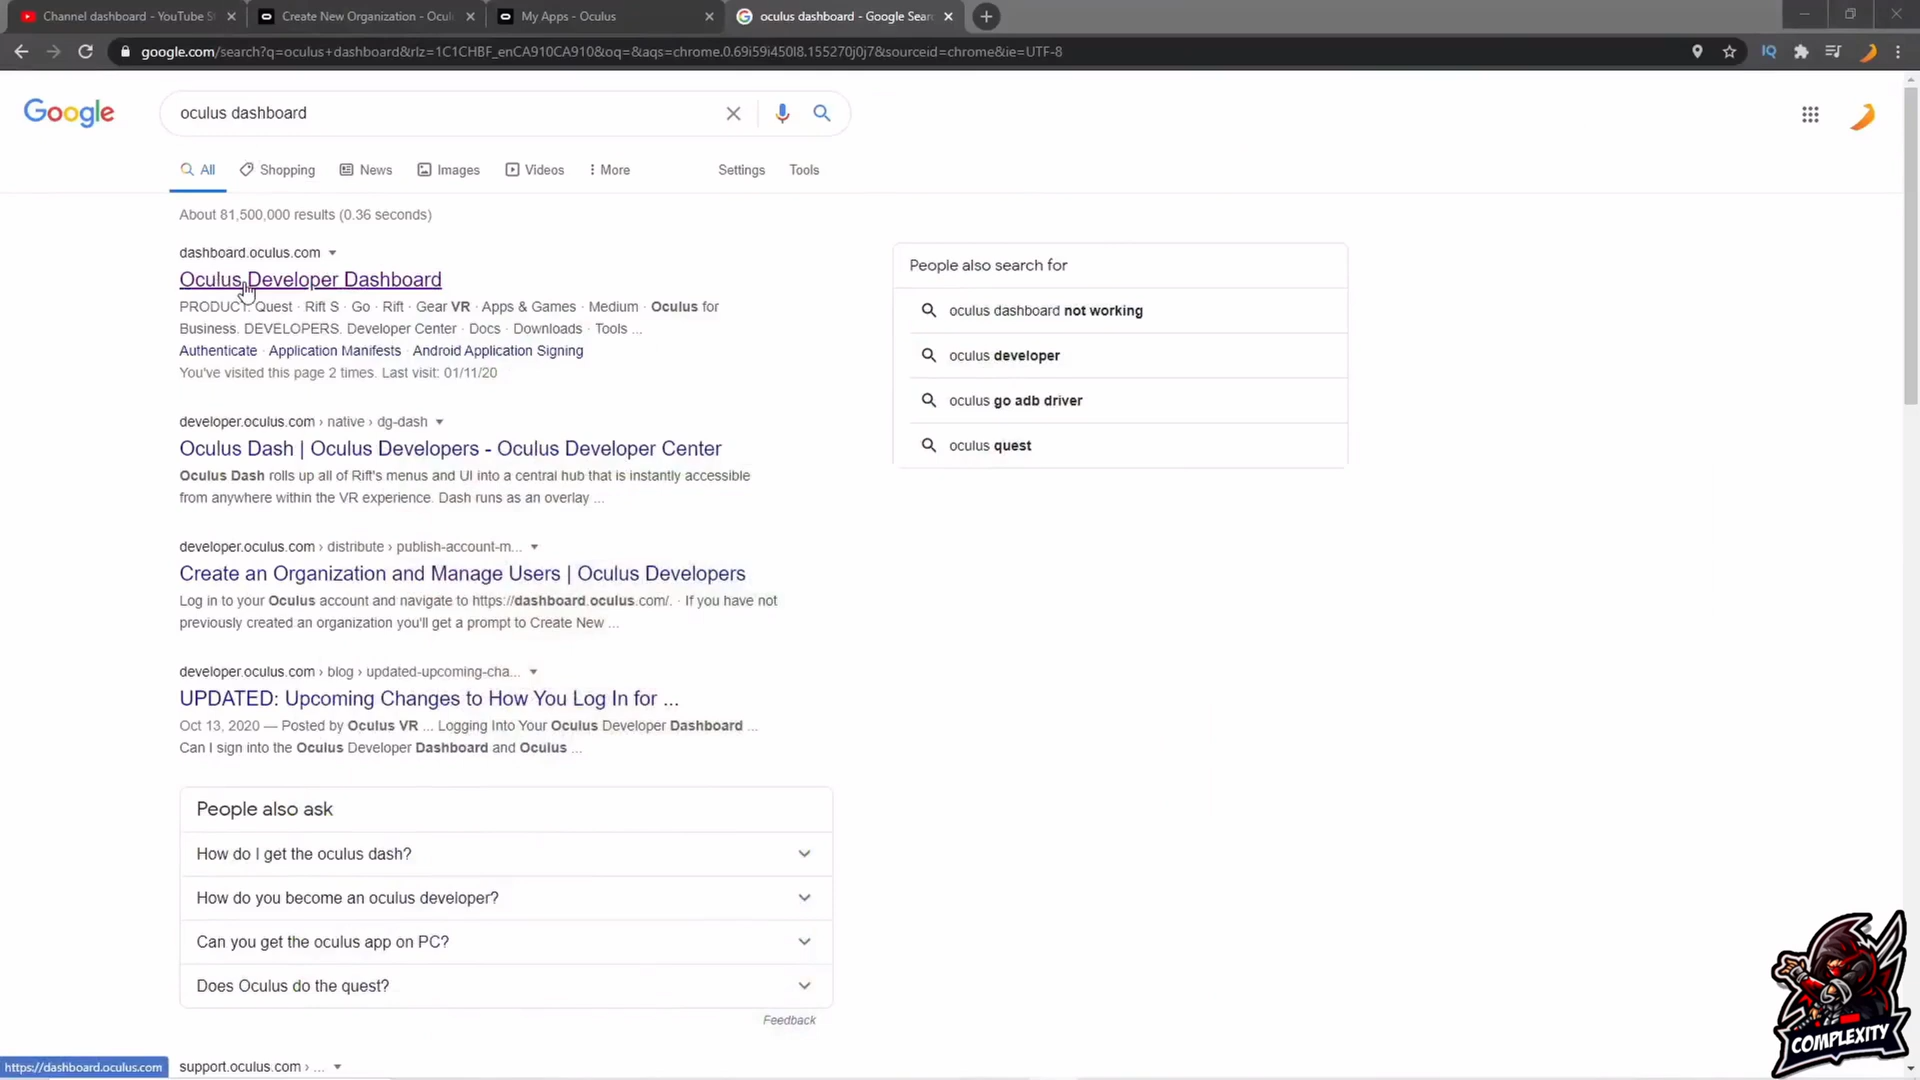 Channel dashboard - YouTube St
Create New Organization - Ocul
My Apps - Oculus
oculus dashboard - Google Sear
google.com/search?q=oculus+dashboard&rlz=1C1CHBF_enCA910CA910&oq=&aqs=chrome.0.69i59i450l8.155270j0j7&sourceid=chrome&ie=UTF-8
IQ
Google
oculus dashboard
All
Shopping
News
Images
Videos
More
Settings
Tools
About 81,500,000 results (0.36 seconds)
dashboard.oculus.com
Oculus Developer Dashboard
PRODUCT. Quest · Rift S · Go · Rift · Gear VR · Apps & Games · Medium · Oculus for
Business. DEVELOPERS. Developer Center · Docs · Downloads · Tools ...
Authenticate · Application Manifests · Android Application Signing
You've visited this page 2 times. Last visit: 01/11/20
developer.oculus.com › native › dg-dash
Oculus Dash | Oculus Developers - Oculus Developer Center
Oculus Dash rolls up all of Rift's menus and UI into a central hub that is instantly accessible
from anywhere within the VR experience. Dash runs as an overlay ...
developer.oculus.com › distribute › publish-account-m...
Create an Organization and Manage Users | Oculus Developers
Log in to your Oculus account and navigate to https://dashboard.oculus.com/. · If you have not
previously created an organization you'll get a prompt to Create New ...
developer.oculus.com › blog › updated-upcoming-cha...
UPDATED: Upcoming Changes to How You Log In for ...
Oct 13, 2020 — Posted by Oculus VR ... Logging Into Your Oculus Developer Dashboard ...
Can I sign into the Oculus Developer Dashboard and Oculus ...
People also ask
How do I get the oculus dash?
How do you become an oculus developer?
Can you get the oculus app on PC?
Does Oculus do the quest?
Feedback
support.oculus.com › ...
https://dashboard.oculus.com
People also search for
oculus dashboard not working
oculus developer
oculus go adb driver
oculus quest
COMPLEXITY